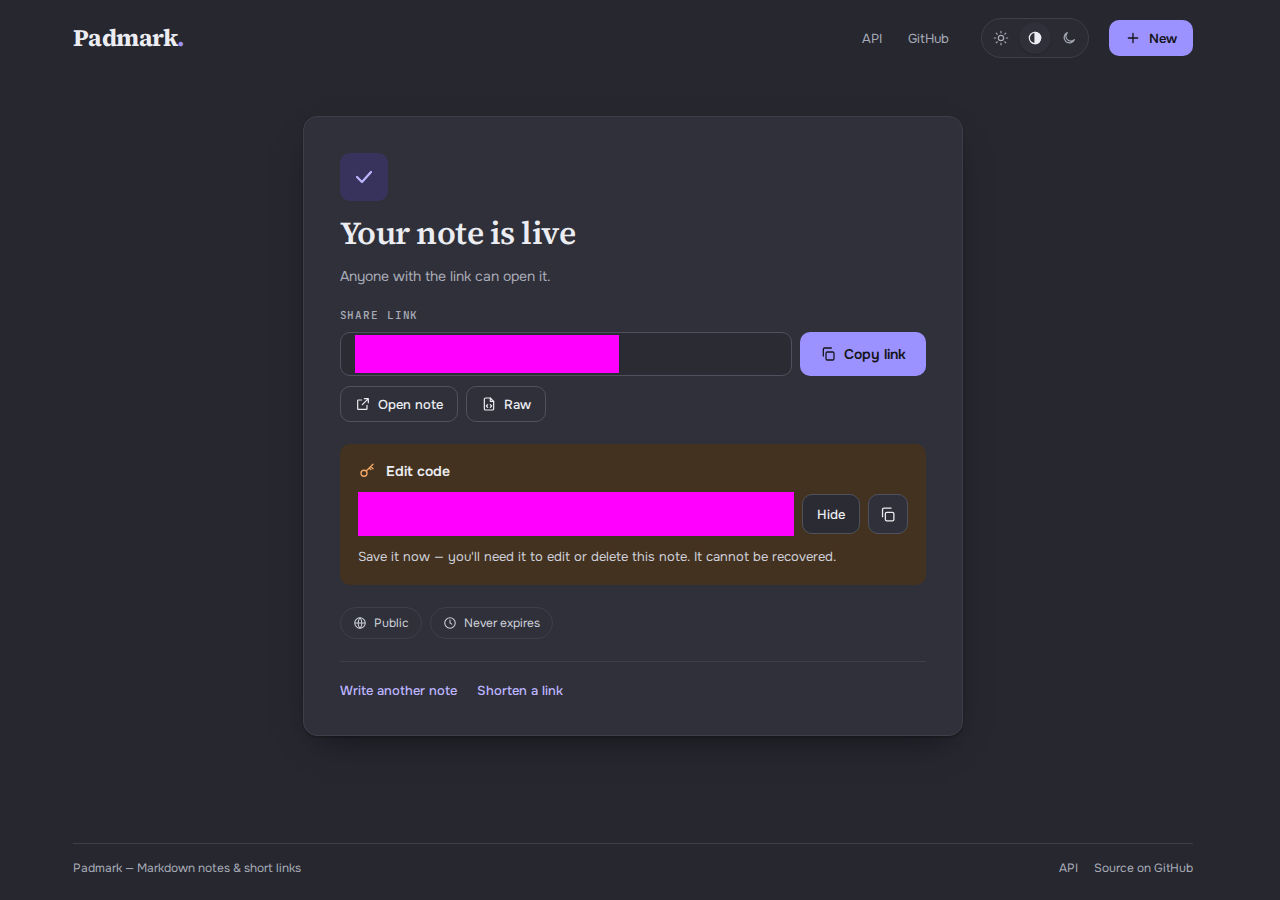 Padmark.
API
GitHub
New
Your note is live
Anyone with the link can open it.
SHARE LINK
Copy link
Open note
Raw
Edit code
Hide
Save it now — you'll need it to edit or delete this note. It cannot be recovered.
Public
Never expires
Write another note
Shorten a link
Padmark — Markdown notes & short links
API
Source on GitHub